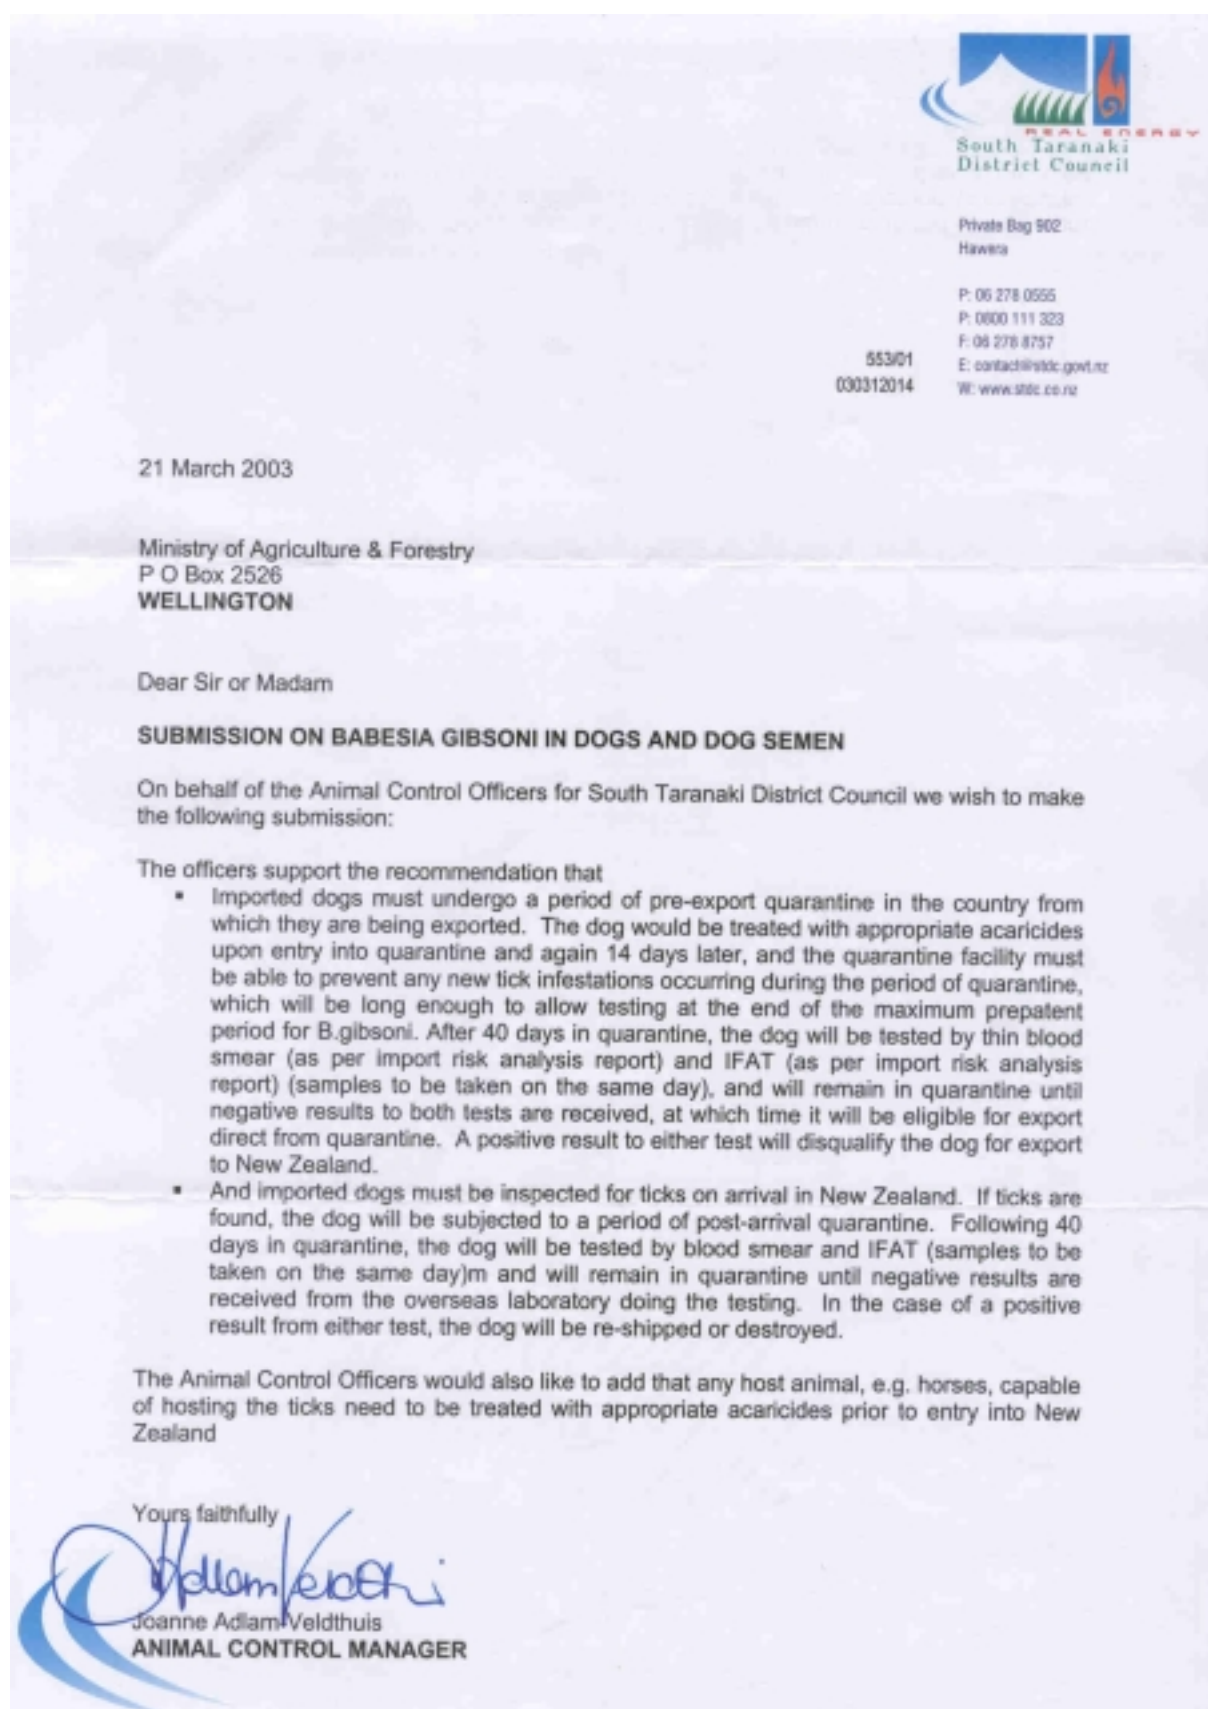 REAL ENERGY
South Taranaki
District Council
Private Bag 902
Hawera
P: 06 278 0555
P: 0800 111 323
F: 06 278 8757
E: contact@stdc.govt.nz
W: www.stdc.co.nz
553/01
030312014
21 March 2003
Ministry of Agriculture & Forestry
P O Box 2526
WELLINGTON
Dear Sir or Madam
SUBMISSION ON BABESIA GIBSONI IN DOGS AND DOG SEMEN
On behalf of the Animal Control Officers for South Taranaki District Council we wish to make
the following submission:
The officers support the recommendation that
▪ Imported dogs must undergo a period of pre-export quarantine in the country from
which they are being exported. The dog would be treated with appropriate acaricides
upon entry into quarantine and again 14 days later, and the quarantine facility must
be able to prevent any new tick infestations occurring during the period of quarantine,
which will be long enough to allow testing at the end of the maximum prepatent
period for B.gibsoni. After 40 days in quarantine, the dog will be tested by thin blood
smear (as per import risk analysis report) and IFAT (as per import risk analysis
report) (samples to be taken on the same day), and will remain in quarantine until
negative results to both tests are received, at which time it will be eligible for export
direct from quarantine. A positive result to either test will disqualify the dog for export
to New Zealand.
▪ And imported dogs must be inspected for ticks on arrival in New Zealand. If ticks are
found, the dog will be subjected to a period of post-arrival quarantine. Following 40
days in quarantine, the dog will be tested by blood smear and IFAT (samples to be
taken on the same day)m and will remain in quarantine until negative results are
received from the overseas laboratory doing the testing. In the case of a positive
result from either test, the dog will be re-shipped or destroyed.
The Animal Control Officers would also like to add that any host animal, e.g. horses, capable
of hosting the ticks need to be treated with appropriate acaricides prior to entry into New
Zealand
Yours faithfully
Joanne Adlam-Veldthuis
ANIMAL CONTROL MANAGER